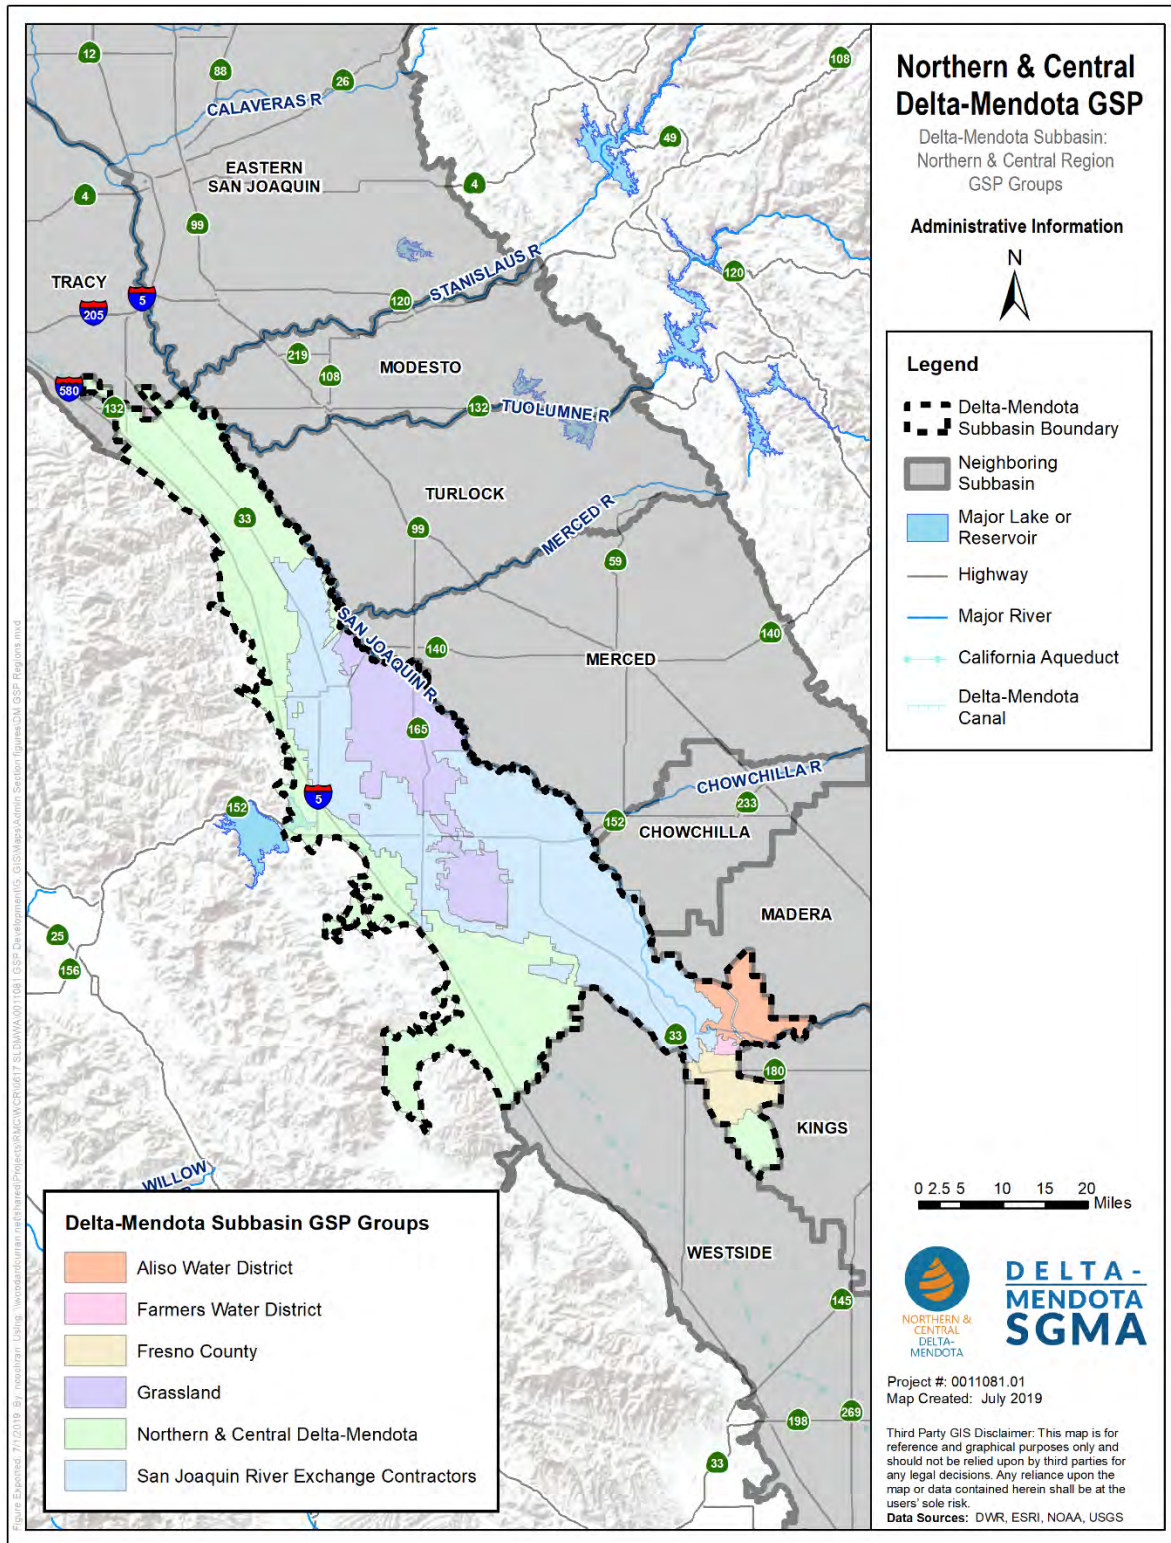 Northern & Central
Delta-Mendota GSP
Delta-Mendota Subbasin:
Northern & Central Region
GSP Groups
Administrative Information
N
Legend
Delta-Mendota
Subbasin Boundary
Neighboring
Subbasin
Major Lake or
Reservoir
Highway
Major River
California Aqueduct
Delta-Mendota
Canal
0 2.5 5 10 15 20
Miles
NORTHERN &
CENTRAL
DELTA-
MENDOTA
DELTA-
MENDOTA
SGMA
Project #: 0011081.01
Map Created: July 2019
Third Party GIS Disclaimer: This map is for
reference and graphical purposes only and
should not be relied upon by third parties for
any legal decisions. Any reliance upon the
map or data contained herein shall be at the
users' sole risk.
Data Sources: DWR, ESRI, NOAA, USGS
12
88
26
108
CALAVERAS R
49
EASTERN
SAN JOAQUIN
4
4
99
STANISLAUS R
120
TRACY
5
205
120
219
MODESTO
108
580
132
132
TUOLUMNE R
TURLOCK
33
99
MERCED R
59
SAN JOAQUIN R
140
140
MERCED
165
CHOWCHILLA R
5
233
152
152
CHOWCHILLA
MADERA
25
156
33
180
KINGS
WILLOW
WESTSIDE
145
269
198
33
Delta-Mendota Subbasin GSP Groups
Aliso Water District
Farmers Water District
Fresno County
Grassland
Northern & Central Delta-Mendota
San Joaquin River Exchange Contractors